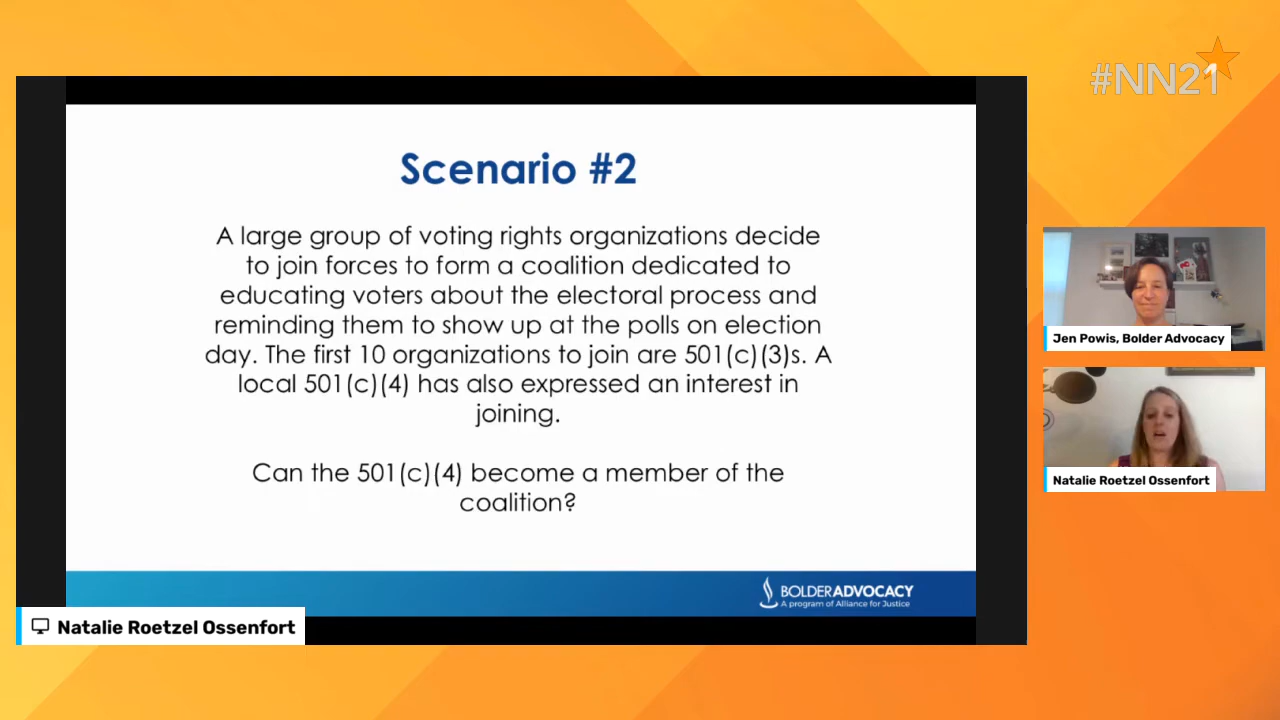 #NN21
Scenario #2
A large group of voting rights organizations decide
to join forces to form a coalition dedicated to
educating voters about the electoral process and
reminding them to show up at the polls on election
day. The first 10 organizations to join are 501(c)(3)s. A
local 501(c)(4) has also expressed an interest in
joining.
Can the 501(c)(4) become a member of the
coalition?
BOLDERADVOCACY
A program of Alliance for Justice
Natalie Roetzel Ossenfort
Jen Powis, Bolder Advocacy
Natalie Roetzel Ossenfort